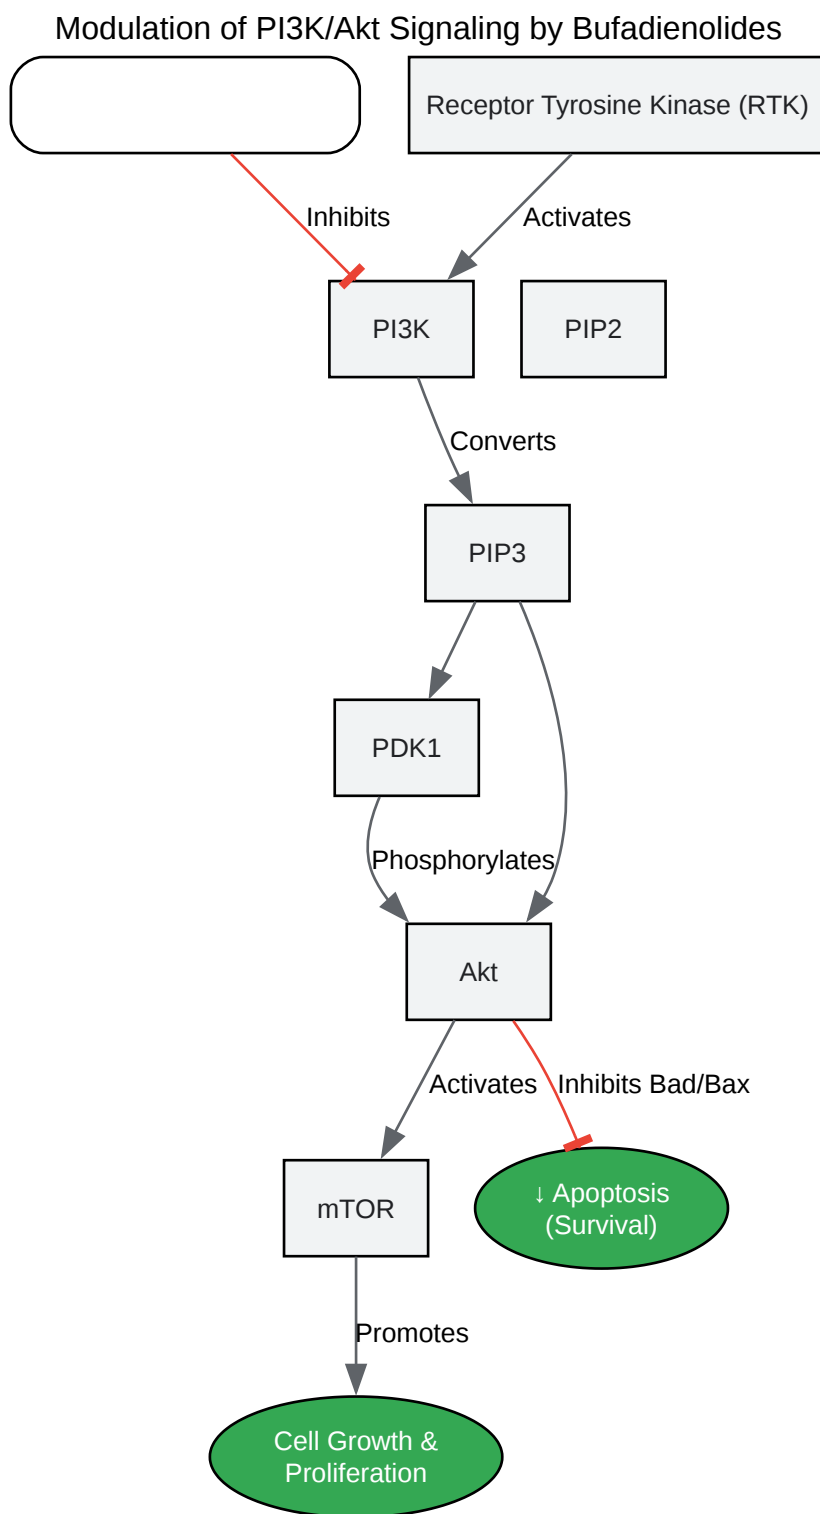 Modulation of PI3K/Akt Signaling by Bufadienolides
Receptor Tyrosine Kinase (RTK)
Inhibits
Activates
PI3K
PIP2
Converts
PIP3
PDK1
Phosphorylates
Akt
Activates
Inhibits Bad/Bax
mTOR
↓ Apoptosis
(Survival)
Promotes
Cell Growth &
Proliferation